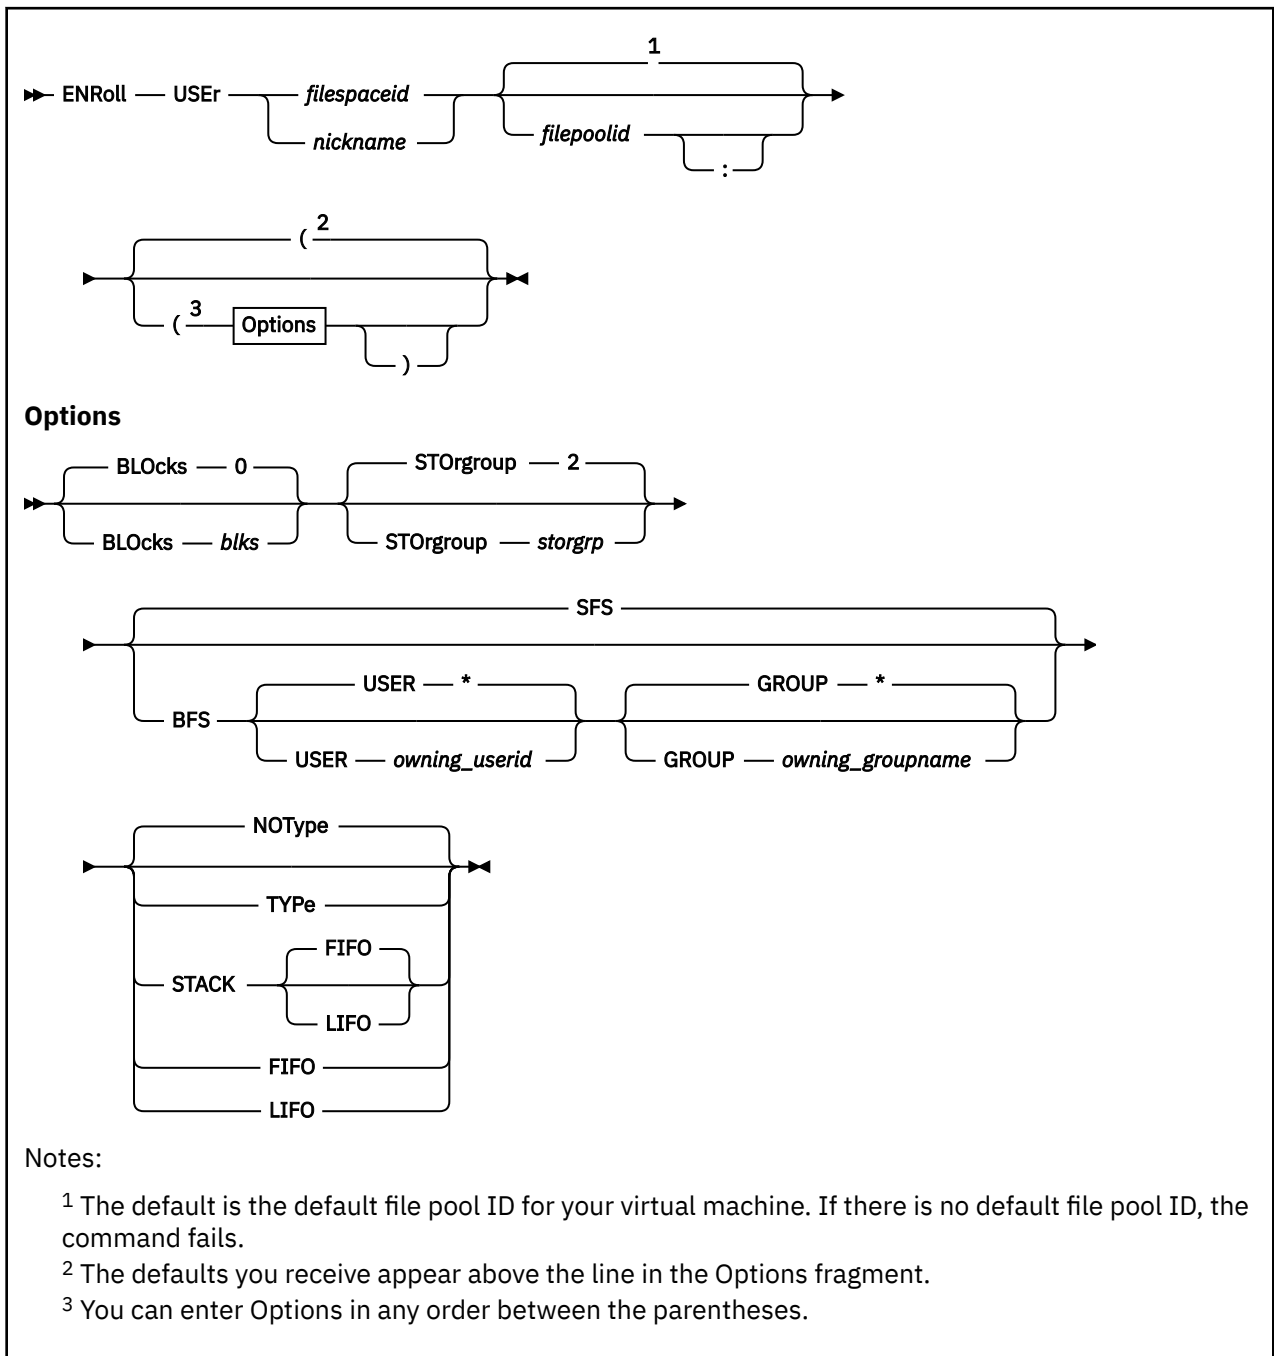 1
ENRoll USEr filespaceid
nickname
filepoolid
:
( 2
( 3 Options
)
Options
BLOcks 0 STOrgroup 2
BLOcks blks STOrgroup storgrp
SFS
USER * GROUP *
BFS
USER owning_userid GROUP owning_groupname
NOType
TYPe
FIFO
STACK
LIFO
FIFO
LIFO
Notes:
1 The default is the default file pool ID for your virtual machine. If there is no default file pool ID, the
command fails.
2 The defaults you receive appear above the line in the Options fragment.
3 You can enter Options in any order between the parentheses.